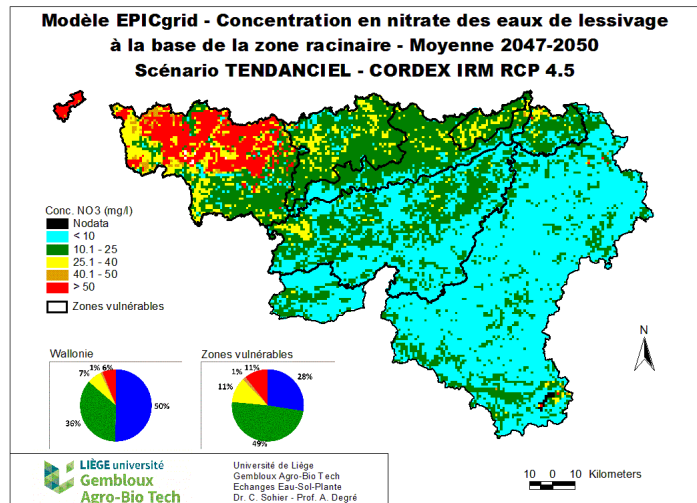 Modèle EPICgrid - Concentration en nitrate des eaux de lessivage
à la base de la zone racinaire - Moyenne 2047-2050
Scénario TENDANCIEL - CORDEX IRM RCP 4.5
Conc. NO3 (mg/l)
Nodata
< 10
10.1 - 25
25.1 - 40
40.1 - 50
> 50
Zones vulnérables
N
Wallonie
7%
1%
6%
36%
50%
Zones vulnérables
1%
11%
11%
28%
49%
10 0 10 Kilometers
LIÈGE université
Gembloux
Agro-Bio Tech
Université de Liège
Gembloux Agro-Bio Tech
Echanges Eau-Sol-Plante
Dr. C. Sohier - Prof. A. Degré